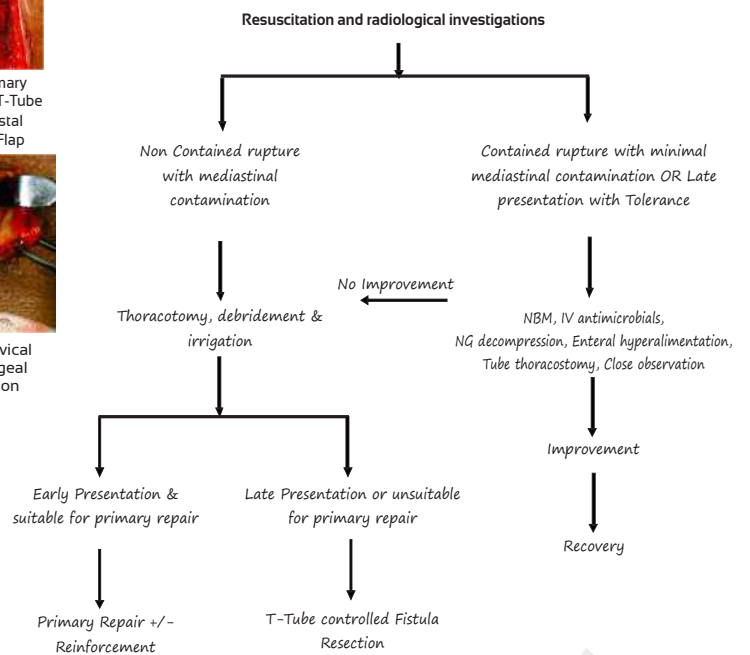 Resuscitation and radiological investigations
T-Tube
Flap
Non Contained rupture
with mediastinal
contamination
Contained rupture with minimal
mediastinal contamination OR Late
presentation with Tolerance
No Improvement
Thoracotomy, debridement &
irrigation
NBM, IV antimicrobials,
NG decompression, Enteral hyperalimentation,
Tube thoracostomy, Close observation
Improvement
Early Presentation &
suitable for primary repair
Late Presentation or unsuitable
for primary repair
Recovery
Primary Repair +/-
Reinforcement
T-Tube controlled Fistula
Resection